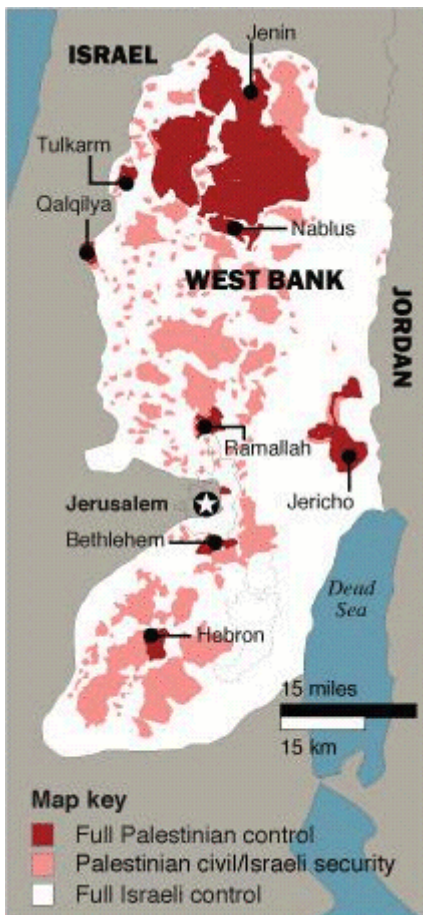 Jenin
ISRAEL
Tulkarm
Qalqilya
Nablus
WEST BANK
JORDAN
Ramallah
Jerusalem
Jericho
Bethlehem
Dead
Sea
Hebron
15 miles
15 km
Map key
Full Palestinian control
Palestinian civil/Israeli security
Full Israeli control